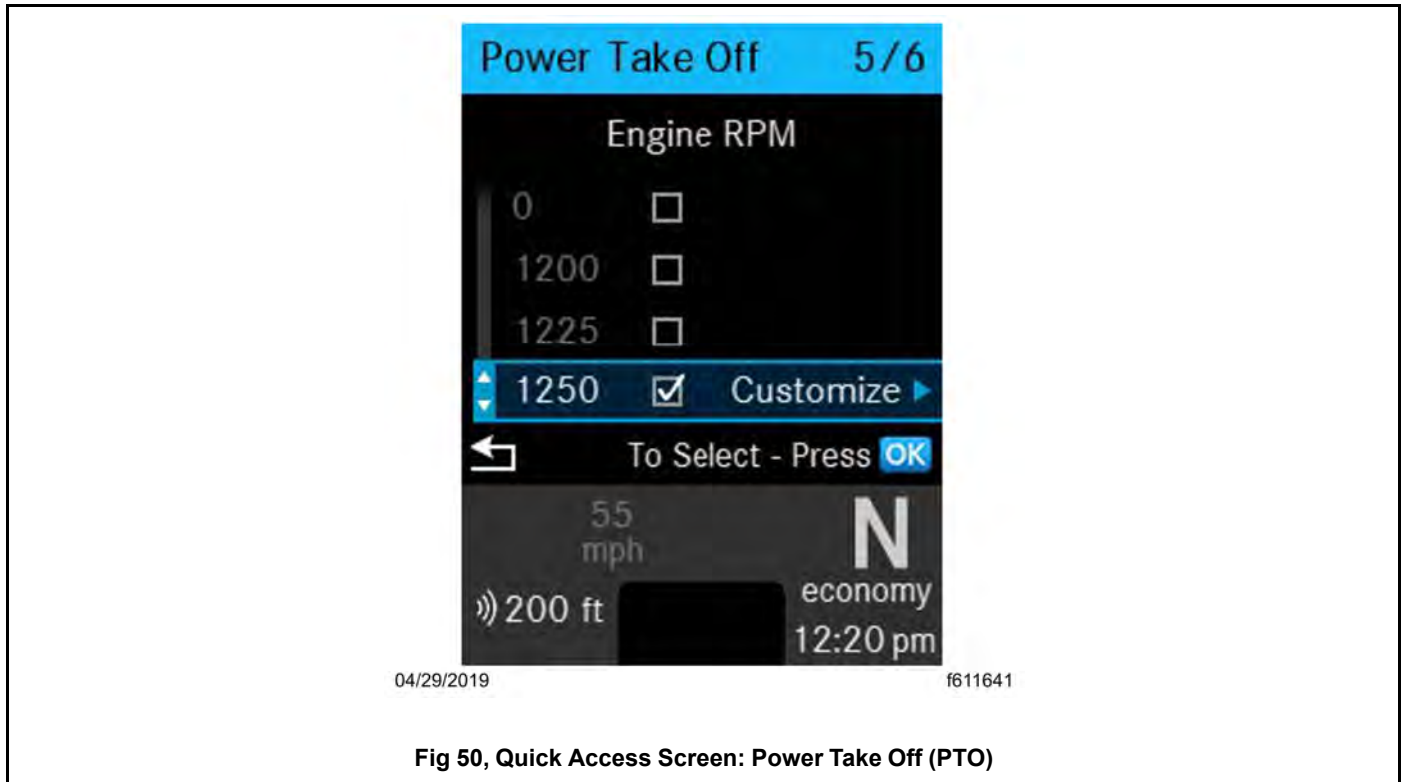 Power Take Off 5/6
Engine RPM
0
1200
1225
1250 Customize
To Select - Press OK
55
mph
N
economy
200 ft
12:20 pm
04/29/2019 f611641
Fig 50, Quick Access Screen: Power Take Off (PTO)